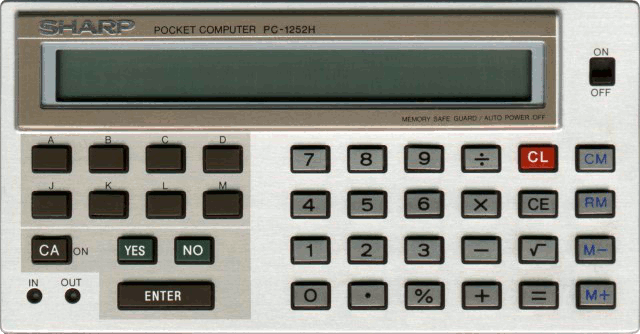 SHARP POCKET COMPUTER PC-1252H
ON
OFF
MEMORY SAFE GUARD / AUTO POWER OFF
A B C D
7 8 9 ÷ CL CM
J K L M
4 5 6 X CE RM
CA ON YES NO
1 2 3 − √ M−
IN OUT
ENTER
0 • % + = M+